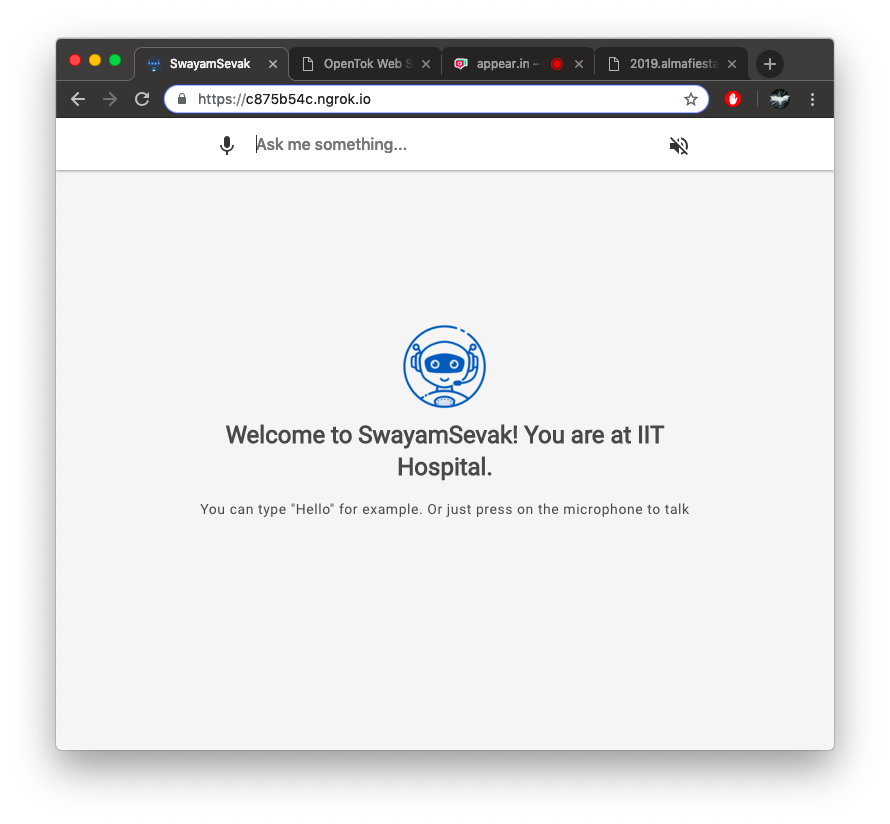 SwayamSevak
OpenTok Web S
appear.in –
2019.almafiesta
https://c875b54c.ngrok.io
Ask me something...
Welcome to SwayamSevak! You are at IIT
Hospital.
You can type "Hello" for example. Or just press on the microphone to talk